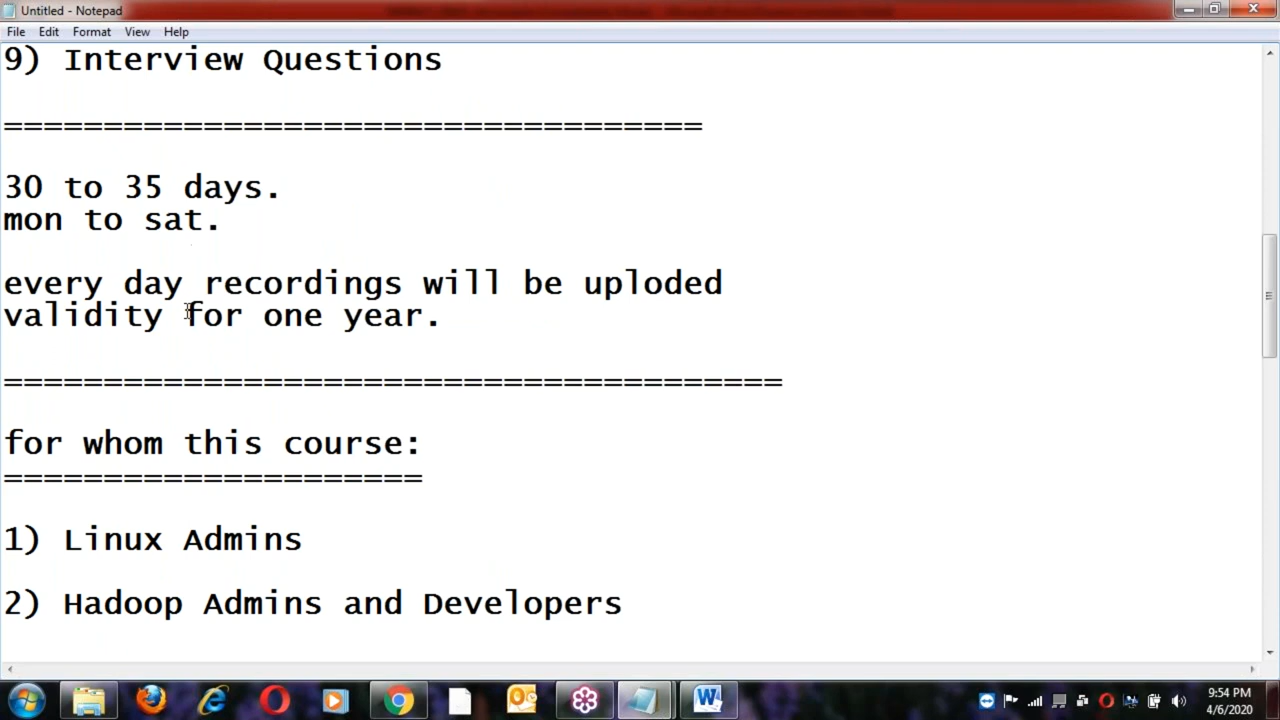 Untitled - Notepad
File Edit Format View Help
9) Interview Questions
===================================
30 to 35 days.
mon to sat.
every day recordings will be uploded
validity for one year.
=======================================
for whom this course:
=====================
1) Linux Admins
2) Hadoop Admins and Developers
9:54 PM
4/6/2020